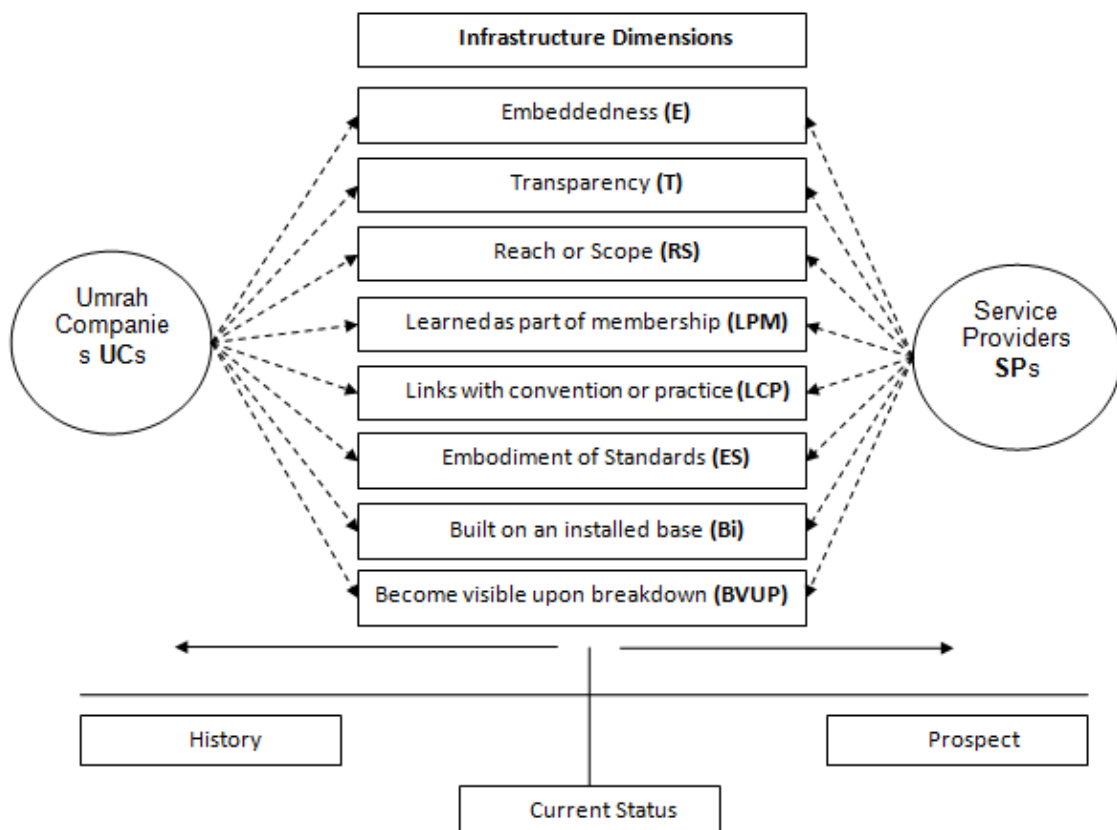 Infrastructure Dimensions
Embeddedness (E)
Transparency (T)
Reach or Scope (RS)
Learned as part of membership (LPM)
Links with convention or practice (LCP)
Embodiment of Standards (ES)
Built on an installed base (Bi)
Become visible upon breakdown (BVUP)
Umrah
Companie
s UCs
Service
Providers
SPs
History
Prospect
Current Status